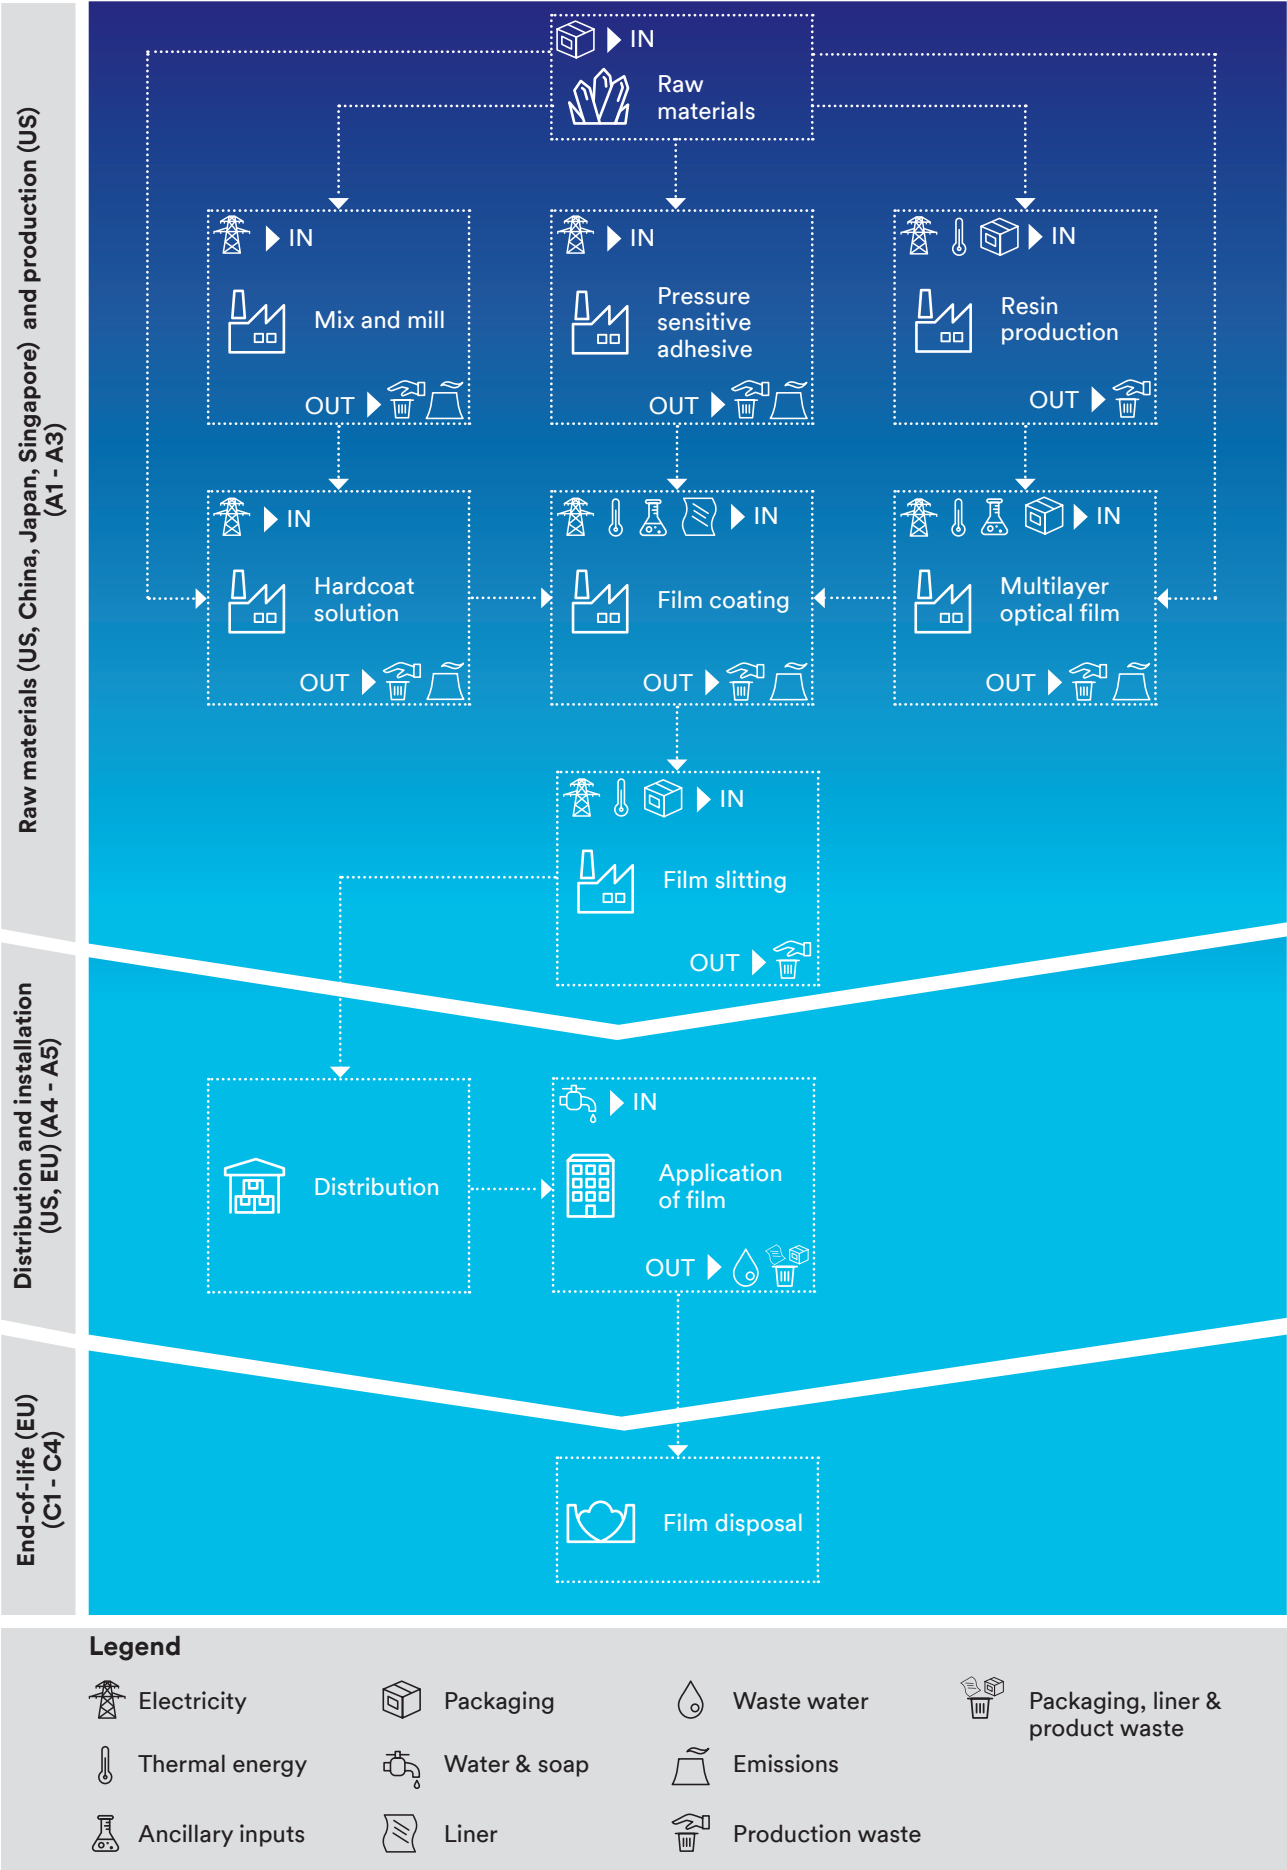 Raw materials (US, China, Japan, Singapore) and production (US)
(A1 - A3)
IN
Raw
materials
IN
Mix and mill
OUT
IN
Pressure
sensitive
adhesive
OUT
IN
Resin
production
OUT
IN
Hardcoat
solution
OUT
IN
Film coating
OUT
IN
Multilayer
optical film
OUT
IN
Film slitting
OUT
Distribution and installation
(US, EU) (A4 - A5)
Distribution
IN
Application
of film
OUT
End-of-life (EU)
(C1 - C4)
Film disposal
Legend
Electricity
Packaging
Waste water
Packaging, liner &
product waste
Thermal energy
Water & soap
Emissions
Ancillary inputs
Liner
Production waste